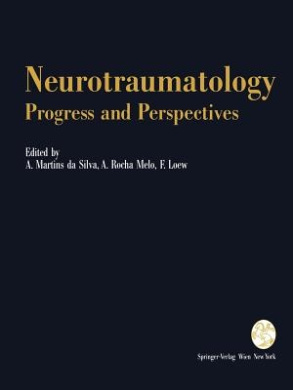 Neurotraumatology
Progress and Perspectives
Edited by
A. Martins da Silva, A. Rocha Melo, F. Loew
Springer-Verlag Wien New York